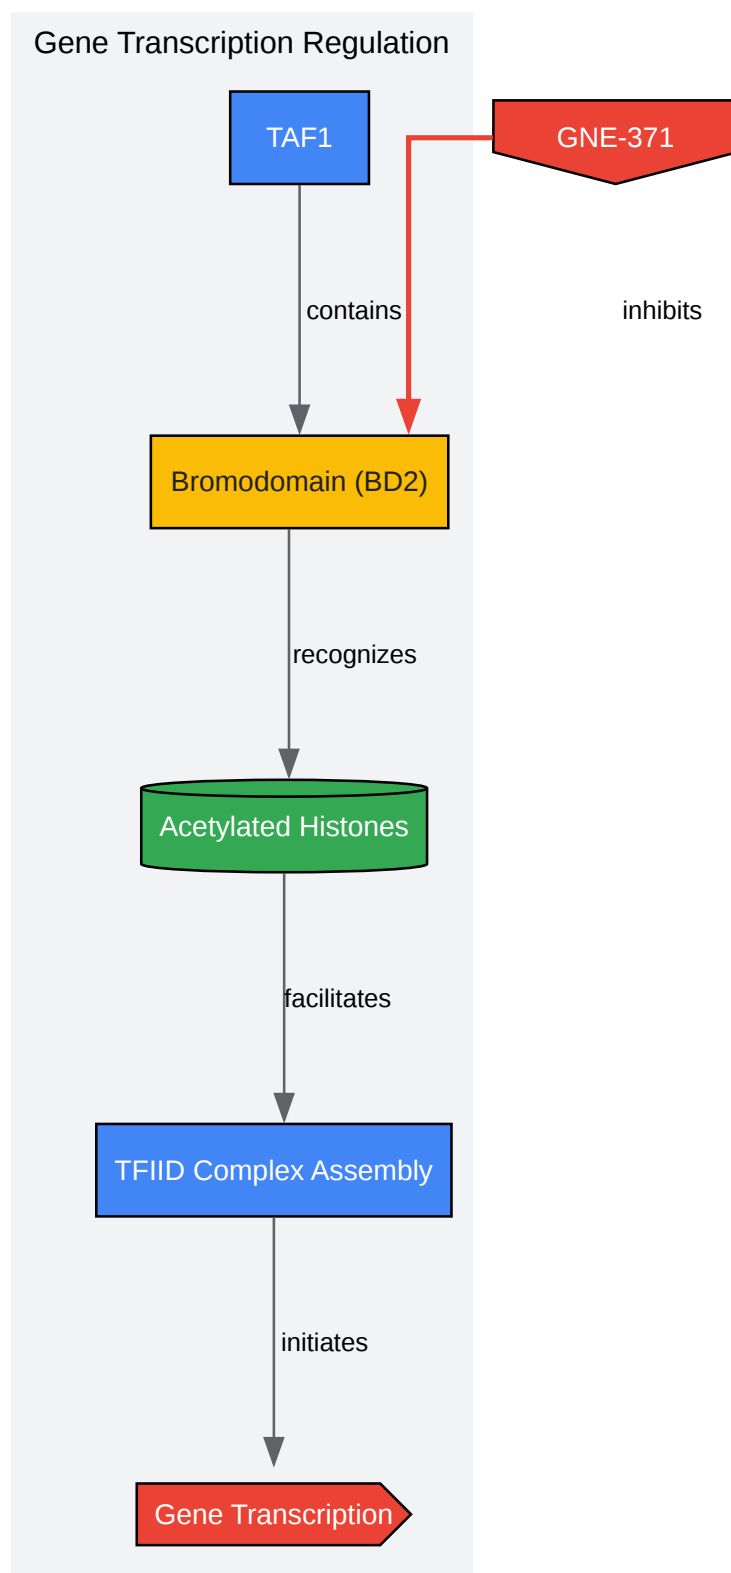 Gene Transcription Regulation
TAF1
GNE-371
contains
inhibits
Bromodomain (BD2)
recognizes
Acetylated Histones
facilitates
TFIID Complex Assembly
initiates
Gene Transcription